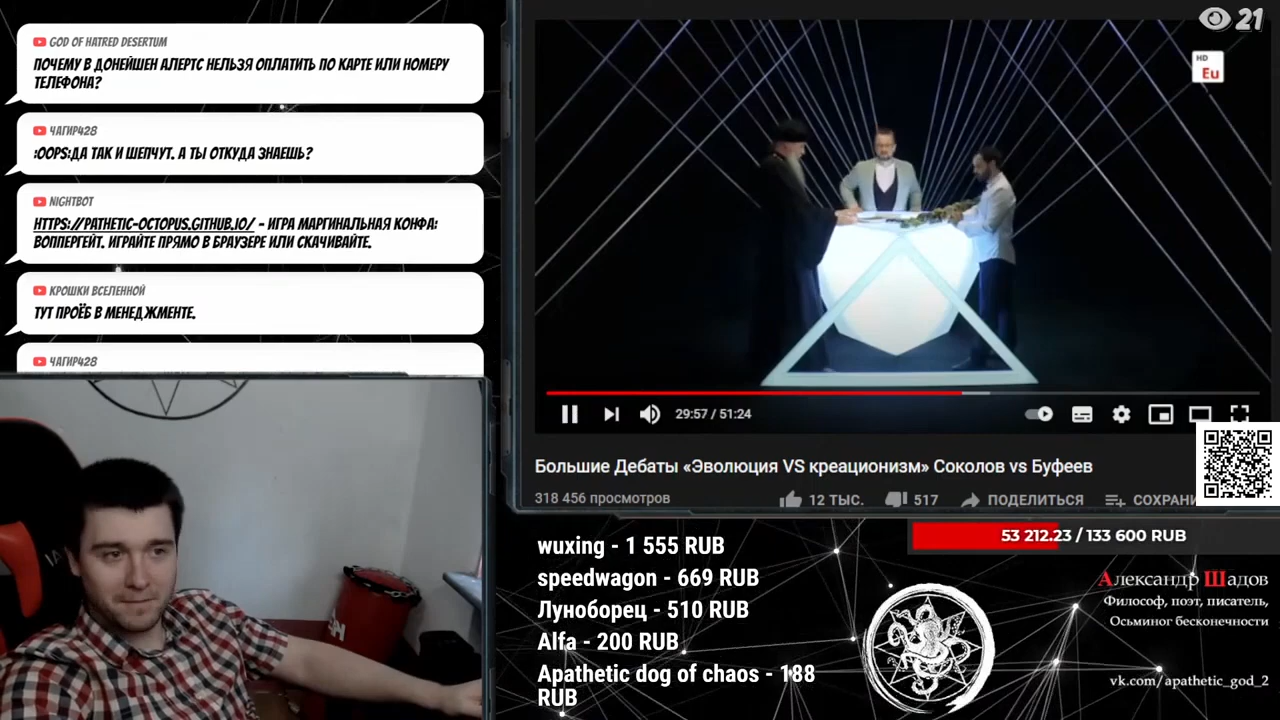 GOD OF HATRED DESERTUM
ПОЧЕМУ В ДОНЕЙШЕН АЛЕРТС НЕЛЬЗЯ ОПЛАТИТЬ ПО КАРТЕ ИЛИ НОМЕРУ
ТЕЛЕФОНА?
ЧАГИР428
:OOPS:ДА ТАК И ШЕПЧУТ. А ТЫ ОТКУДА ЗНАЕШЬ?
NIGHTBOT
HTTPS://PATHETIC-OCTOPUS.GITHUB.IO/ - ИГРА МАРГИНАЛЬНАЯ КОНФА:
ВОППЕРГЕЙТ. ИГРАЙТЕ ПРЯМО В БРАУЗЕРЕ ИЛИ СКАЧИВАЙТЕ.
КРОШКИ ВСЕЛЕННОЙ
ТУТ ПРОЁБ В МЕНЕДЖМЕНТЕ.
ЧАГИР428
21
HD
Eu
29:57 / 51:24
Большие Дебаты «Эволюция VS креационизм» Соколов vs Буфеев
318 456 просмотров
12 ТЫС.
517
ПОДЕЛИТЬСЯ
СОХРАНИ
53 212.23 / 133 600 RUB
wuxing - 1 555 RUB
speedwagon - 669 RUB
Луноборец - 510 RUB
Alfa - 200 RUB
Apathetic dog of chaos - 188
RUB
Александр Шадов
Философ, поэт, писатель,
Осьминог бесконечности
vk.com/apathetic_god_2